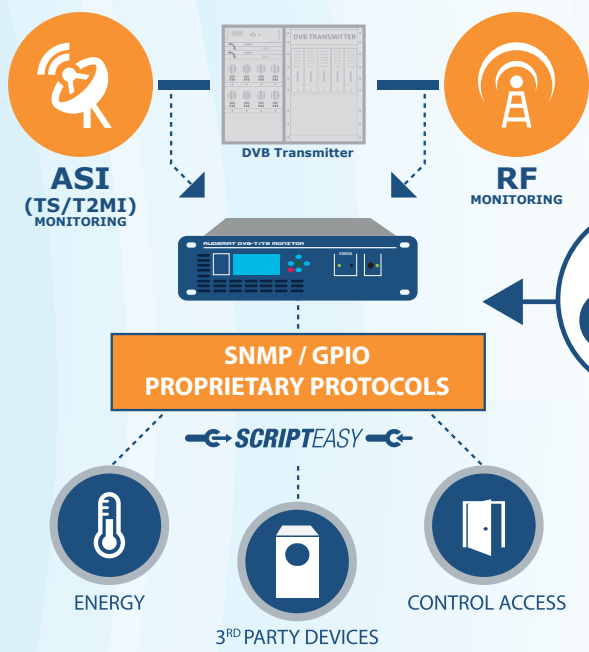 DVB TRANSMITTER
DVB Transmitter
ASI
(TS/T2MI)
MONITORING
RF
MONITORING
AUDEMAT DVB-T/T2 MONITOR
STATUS
SNMP / GPIO
PROPRIETARY PROTOCOLS
SCRIPTEASY
ENERGY
3RD PARTY DEVICES
CONTROL ACCESS